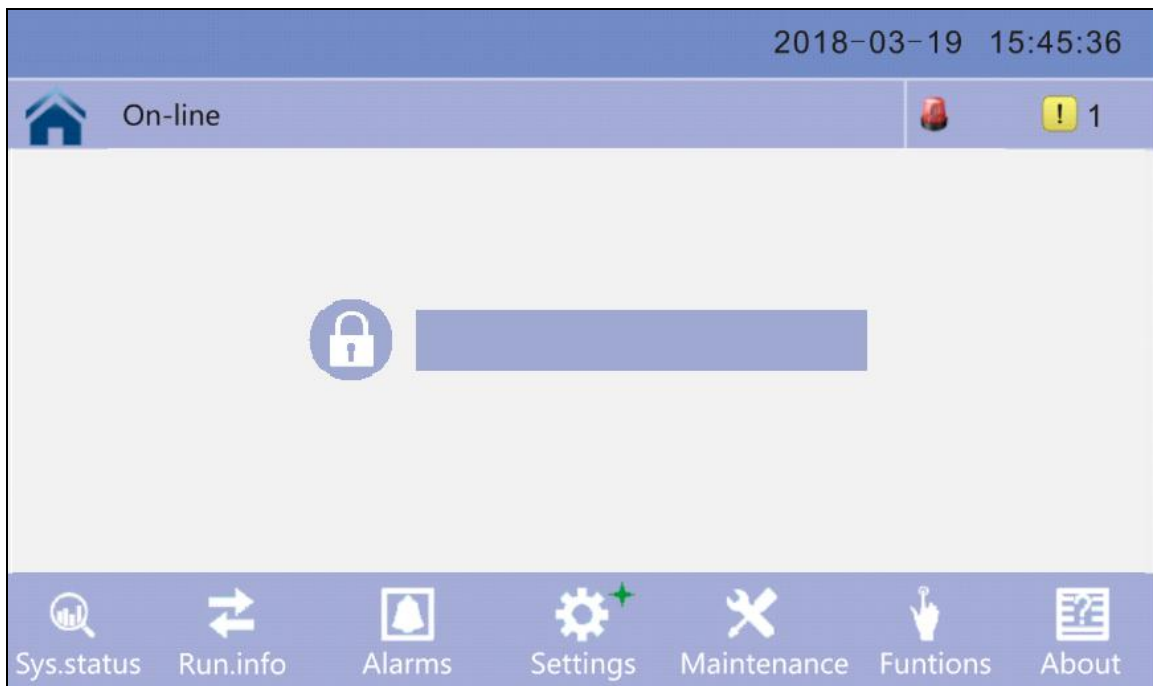 2018-03-19 15:45:36
On-line ! 1
Sys.status Run.info Alarms Settings Maintenance Funtions About